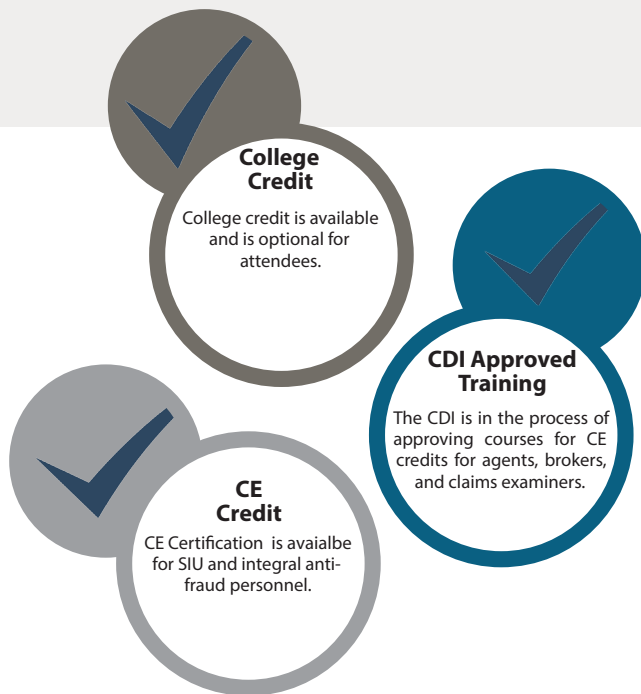 College
Credit
College credit is available
and is optional for
attendees.
CDI Approved
Training
The CDI is in the process of
approving courses for CE
credits for agents, brokers,
and claims examiners.
CE
Credit
CE Certification is avaialbe
for SIU and integral anti-
fraud personnel.